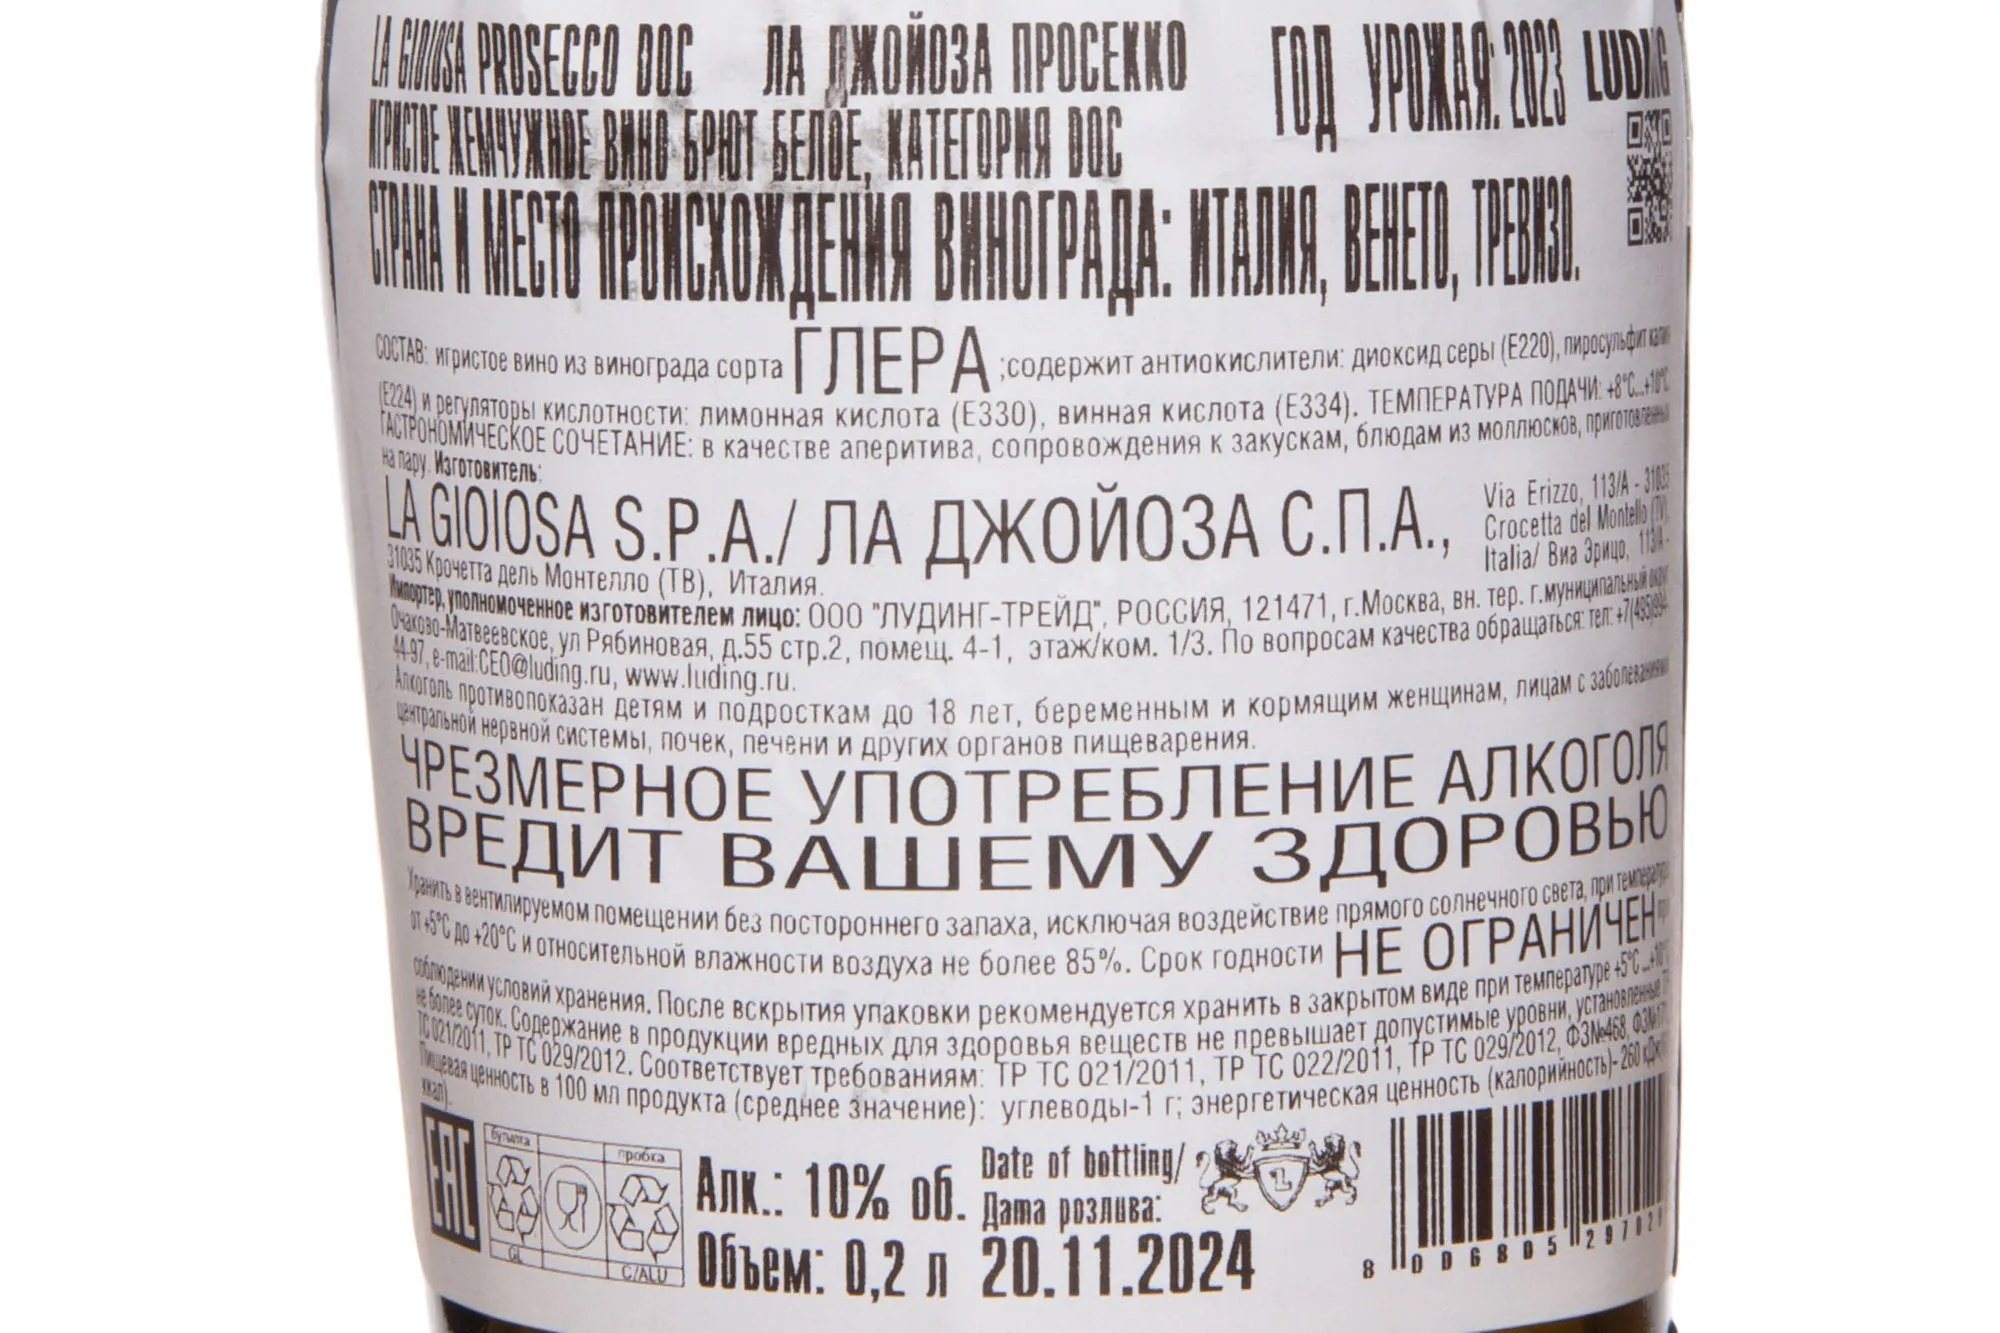 LA GIOIOSA PROSECCO DOC ЛА ДЖОЙОЗА ПРОСЕККО
ГОД УРОЖАЯ: 2023
LUDING
ИГРИСТОЕ ЖЕМЧУЖНОЕ ВИНО БРЮТ БЕЛОЕ, КАТЕГОРИЯ DOC
СТРАНА И МЕСТО ПРОИСХОЖДЕНИЯ ВИНОГРАДА: ИТАЛИЯ, ВЕНЕТО, ТРЕВИЗО.
СОСТАВ: игристое вино из винограда сорта ГЛЕРА ;содержит антиокислители: диоксид серы (Е220), пиросульфит калия
(Е224) и регуляторы кислотности: лимонная кислота (Е330), винная кислота (Е334). ТЕМПЕРАТУРА ПОДАЧИ: +8°С...+10°С.
ГАСТРОНОМИЧЕСКОЕ СОЧЕТАНИЕ: в качестве аперитива, сопровождения к закускам, блюдам из моллюсков, приготовленных
на пару. Изготовитель:
LA GIOIOSA S.P.A./ ЛА ДЖОЙОЗА С.П.А.,
Via Erizzo, 113/A - 31035
Crocetta del Montello (TV),
Italia/ Виа Эрицо, 113/А -
31035 Крочетта дель Монтелло (ТВ), Италия.
Импортер, уполномоченное изготовителем лицо: ООО "ЛУДИНГ-ТРЕЙД", РОССИЯ, 121471, г.Москва, вн. тер. г.муниципальный округ
Очаково-Матвеевское, ул Рябиновая, д.55 стр.2, помещ. 4-1, этаж/ком. 1/3. По вопросам качества обращаться: тел: +7(495)994-
44-97, e-mail:CEO@luding.ru, www.luding.ru.
Алкоголь противопоказан детям и подросткам до 18 лет, беременным и кормящим женщинам, лицам с заболеваниями
центральной нервной системы, почек, печени и других органов пищеварения.
ЧРЕЗМЕРНОЕ УПОТРЕБЛЕНИЕ АЛКОГОЛЯ
ВРЕДИТ ВАШЕМУ ЗДОРОВЬЮ
Хранить в вентилируемом помещении без постороннего запаха, исключая воздействие прямого солнечного света, при температуре
от +5°С до +20°С и относительной влажности воздуха не более 85%. Срок годности НЕ ОГРАНИЧЕН при
соблюдении условий хранения. После вскрытия упаковки рекомендуется хранить в закрытом виде при температуре +5°С ...+10°С
не более суток. Содержание в продукции вредных для здоровья веществ не превышает допустимые уровни, установленные
ТС 021/2011, ТР ТС 029/2012. Соответствует требованиям: ТР ТС 021/2011, ТР ТС 022/2011, ТР ТС 029/2012, ФЗ№468,
Пищевая ценность в 100 мл продукта (среднее значение): углеводы-1 г; энергетическая ценность (калорийность)- 260 кДж
ккал).
EAC
бутылка
GL
пробка
C/ALU
Алк.: 10% об.
Объем: 0,2 л
Date of bottling/
Дата розлива:
20.11.2024
L
8 006805 29702